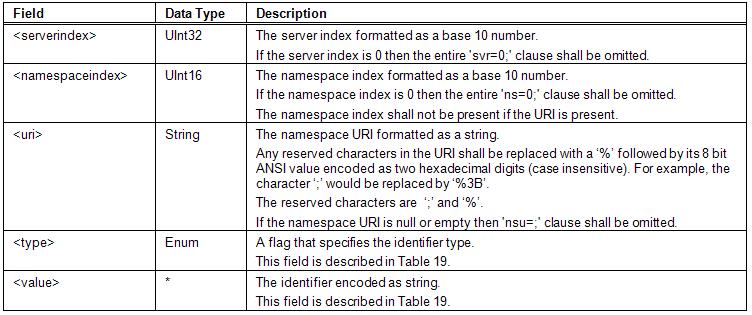 Field Data Type Description
<serverindex> UInt32 The server index formatted as a base 10 number.
If the server index is 0 then the entire 'svr=0;' clause shall be omitted.
<namespaceindex> UInt16 The namespace index formatted as a base 10 number.
If the namespace index is 0 then the entire 'ns=0;' clause shall be omitted.
The namespace index shall not be present if the URI is present.
<uri> String The namespace URI formatted as a string.
Any reserved characters in the URI shall be replaced with a ‘%’ followed by its 8 bit
ANSI value encoded as two hexadecimal digits (case insensitive). For example, the
character ‘;’ would be replaced by ‘%3B’.
The reserved characters are ‘;’ and ‘%’.
If the namespace URI is null or empty then 'nsu=;' clause shall be omitted.
<type> Enum A flag that specifies the identifier type.
This field is described in Table 19.
<value> * The identifier encoded as string.
This field is described in Table 19.